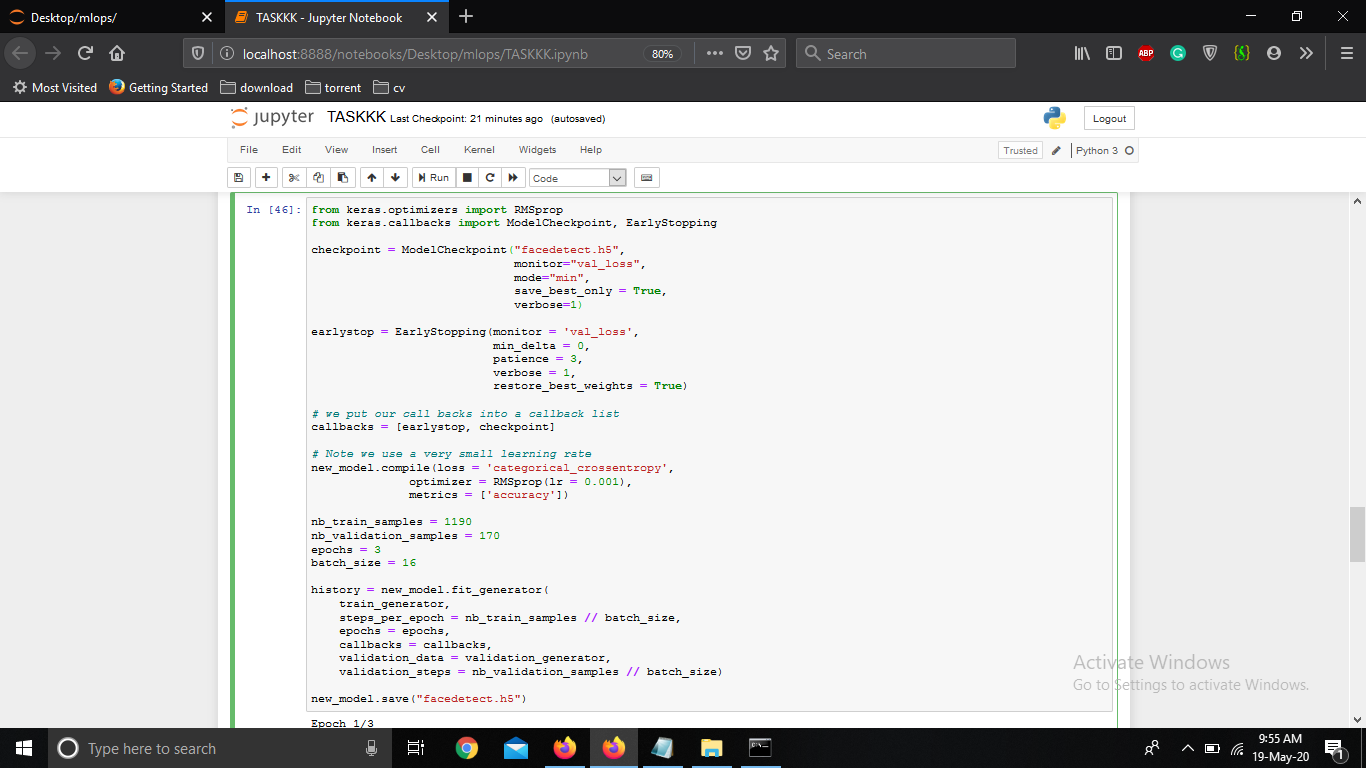 Desktop/mlops/
TASKKK - Jupyter Notebook
localhost:8888/notebooks/Desktop/mlops/TASKKK.ipynb
80%
Search
ABP
Most Visited
Getting Started
download
torrent
cv
jupyter
TASKKK Last Checkpoint: 21 minutes ago (autosaved)
Logout
File
Edit
View
Insert
Cell
Kernel
Widgets
Help
Trusted
Python 3
Run
Code
In [46]:
from keras.optimizers import RMSprop
from keras.callbacks import ModelCheckpoint, EarlyStopping
checkpoint = ModelCheckpoint("facedetect.h5",
monitor="val_loss",
mode="min",
save_best_only = True,
verbose=1)
earlystop = EarlyStopping(monitor = 'val_loss',
min_delta = 0,
patience = 3,
verbose = 1,
restore_best_weights = True)
# we put our call backs into a callback list
callbacks = [earlystop, checkpoint]
# Note we use a very small learning rate
new_model.compile(loss = 'categorical_crossentropy',
optimizer = RMSprop(lr = 0.001),
metrics = ['accuracy'])
nb_train_samples = 1190
nb_validation_samples = 170
epochs = 3
batch_size = 16
history = new_model.fit_generator(
train_generator,
steps_per_epoch = nb_train_samples // batch_size,
epochs = epochs,
callbacks = callbacks,
validation_data = validation_generator,
validation_steps = nb_validation_samples // batch_size)
new_model.save("facedetect.h5")
Epoch 1/3
Activate Windows
Go to Settings to activate Windows.
Type here to search
9:55 AM
19-May-20
1